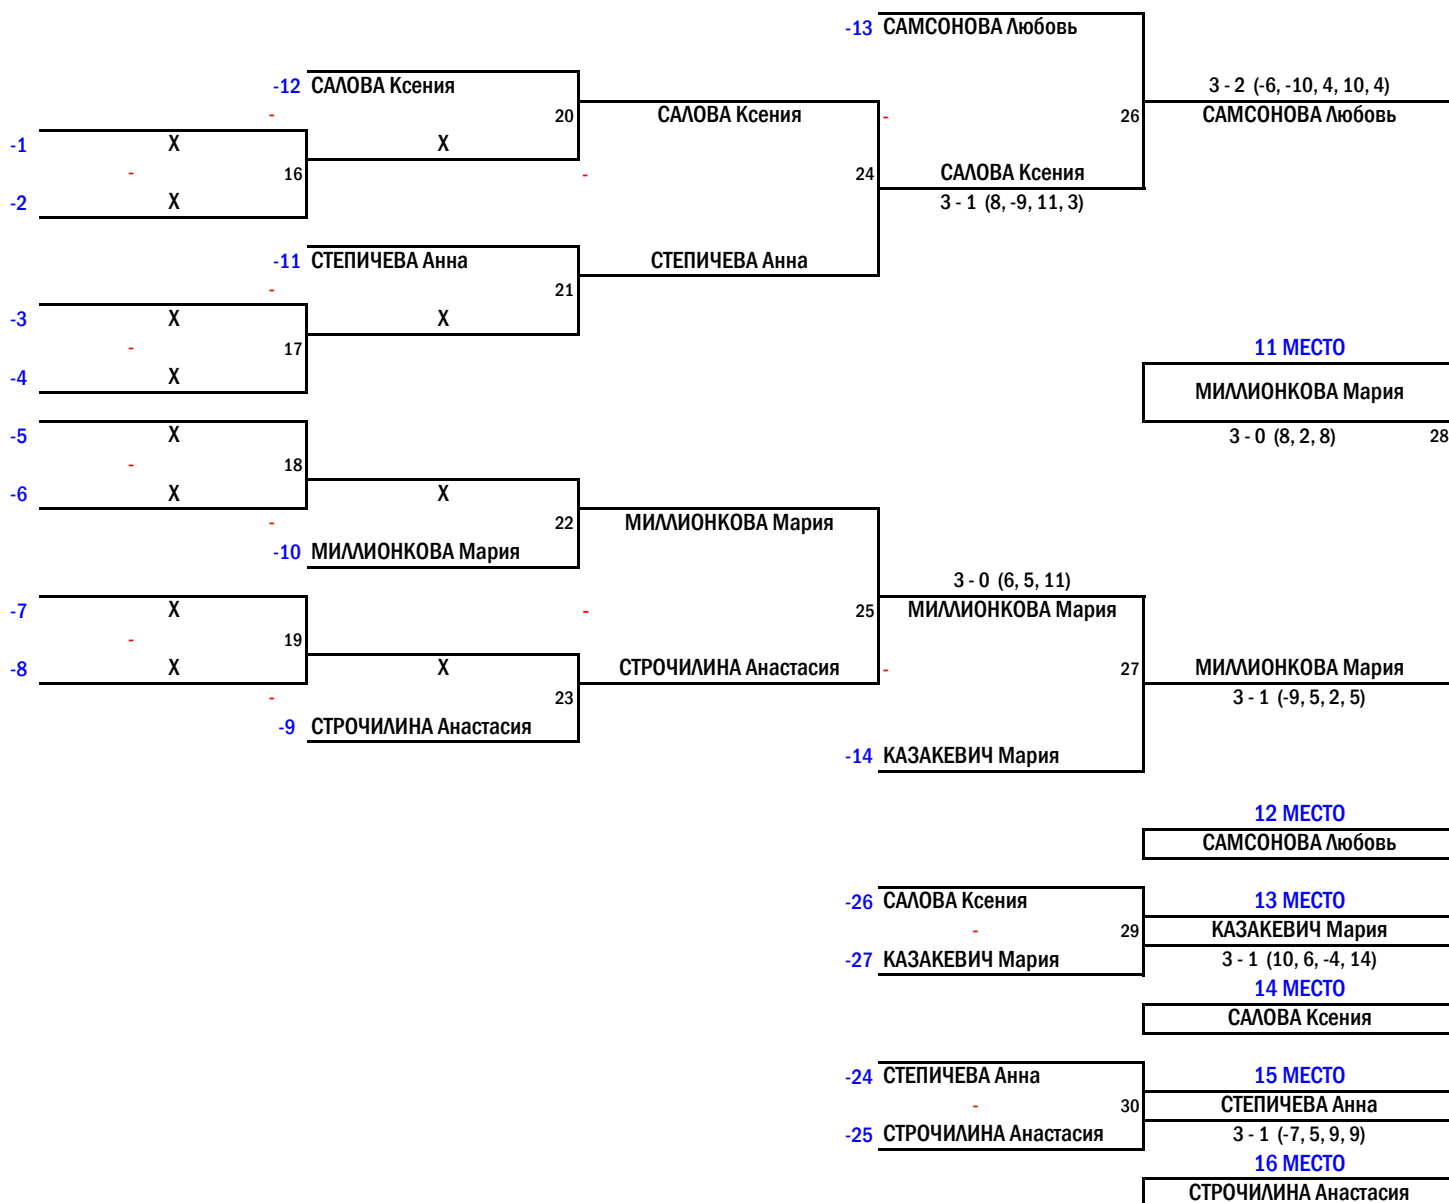 -13 САМСОНОВА Любовь
-12 САЛОВА Ксения
3 - 2 (-6, -10, 4, 10, 4)
-
20
САЛОВА Ксения
-
26
САМСОНОВА Любовь
-1 X
X
-
16
-
24
САЛОВА Ксения
-2 X
3 - 1 (8, -9, 11, 3)
-11 СТЕПИЧЕВА Анна
СТЕПИЧЕВА Анна
-
21
-3 X
X
-
17
11 МЕСТО
-4 X
МИЛЛИОНКОВА Мария
-5 X
3 - 0 (8, 2, 8)
28
-
18
-6 X
X
-
22
МИЛЛИОНКОВА Мария
-10 МИЛЛИОНКОВА Мария
3 - 0 (6, 5, 11)
-7 X
-
25
МИЛЛИОНКОВА Мария
-
19
-8 X
X
СТРОЧИЛИНА Анастасия
-
27
МИЛЛИОНКОВА Мария
-
23
3 - 1 (-9, 5, 2, 5)
-9 СТРОЧИЛИНА Анастасия
-14 КАЗАКЕВИЧ Мария
12 МЕСТО
САМСОНОВА Любовь
-26 САЛОВА Ксения
13 МЕСТО
-
29
КАЗАКЕВИЧ Мария
-27 КАЗАКЕВИЧ Мария
3 - 1 (10, 6, -4, 14)
14 МЕСТО
САЛОВА Ксения
-24 СТЕПИЧЕВА Анна
15 МЕСТО
-
30
СТЕПИЧЕВА Анна
-25 СТРОЧИЛИНА Анастасия
3 - 1 (-7, 5, 9, 9)
16 МЕСТО
СТРОЧИЛИНА Анастасия